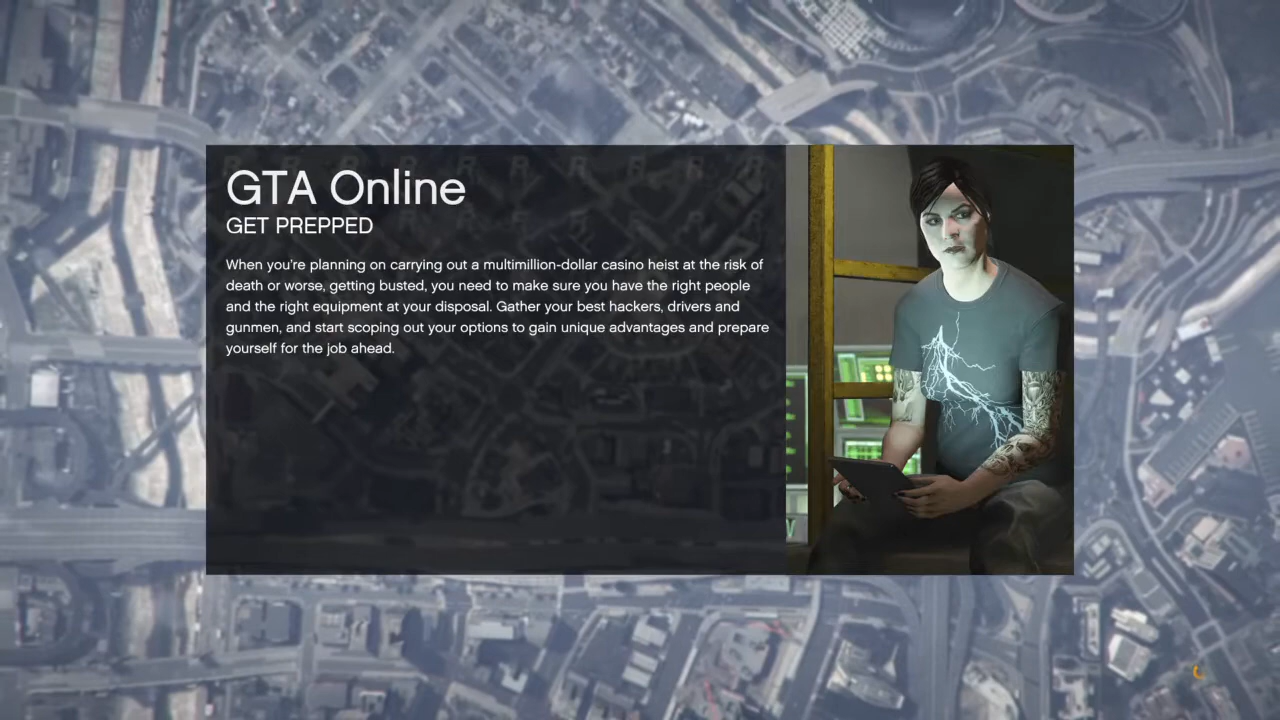 GTA Online
GET PREPPED
When you're planning on carrying out a multimillion-dollar casino heist at the risk of
death or worse, getting busted, you need to make sure you have the right people
and the right equipment at your disposal. Gather your best hackers, drivers and
gunmen, and start scoping out your options to gain unique advantages and prepare
yourself for the job ahead.